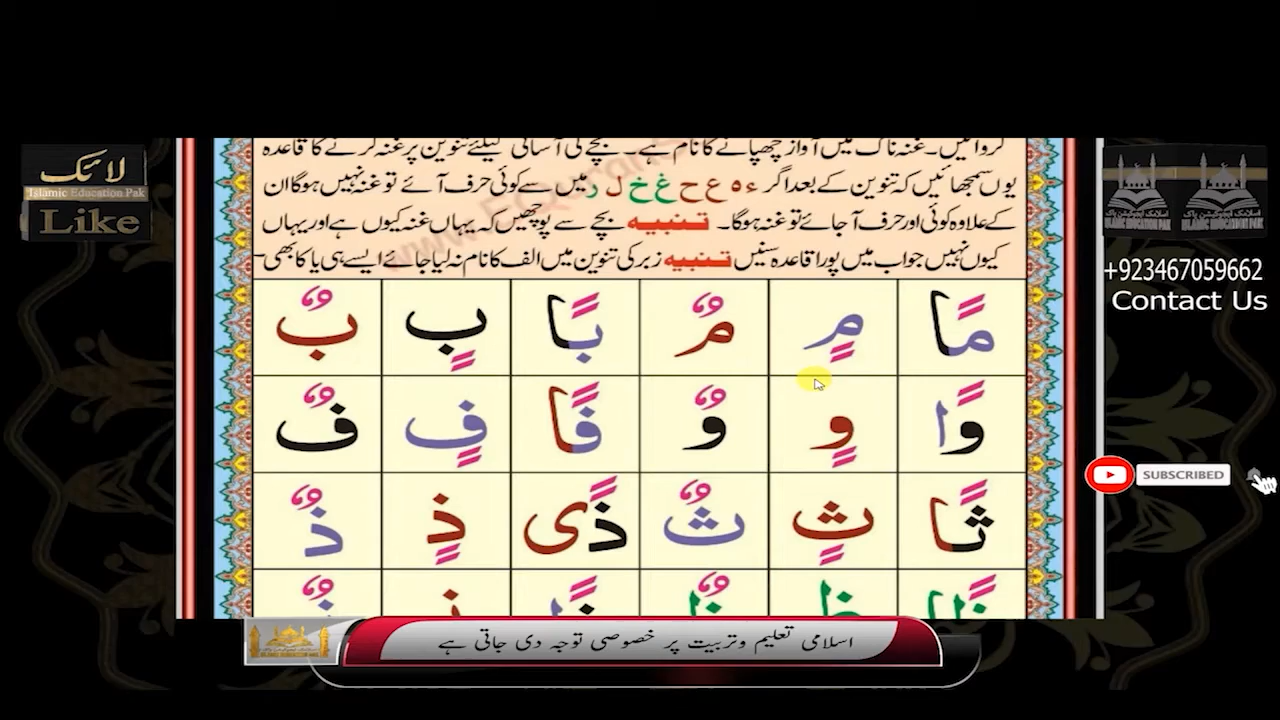 کروائیں۔ غنہ ناک میں آواز چھپانے کا نام ہے۔ بچے کی آسانی کیلئے تنوین پر غنہ کرنے کا قاعدہ
یوں سمجھائیں کہ تنوین کے بعد اگر ء ہ ع ح غ خ ل ر میں سے کوئی حرف آئے تو غنہ نہیں ہوگا ان
کے علاوہ کوئی اور حرف آجائے تو غنہ ہوگا۔ تنبیہ بچے سے پوچھیں کہ یہاں غنہ کیوں ہے اور یہاں
کیوں نہیں جواب میں پورا قاعدہ سنیں تنبیہ زبر کی تنوین میں الف کا نام نہ لیا جائے ایسے ہی یا کا بھی۔
مًا مٍ مٌ بًا بٍ بٌ
وًا وٍ وٌ فًا فٍ فٌ
ثًا ثٍ ثٌ ذًی ذٍ ذٌ
لائک
Islamic Education Pak
Like
+923467059662
Contact Us
SUBSCRIBED
اسلامی تعلیم وتربیت پر خصوصی توجہ دی جاتی ہے